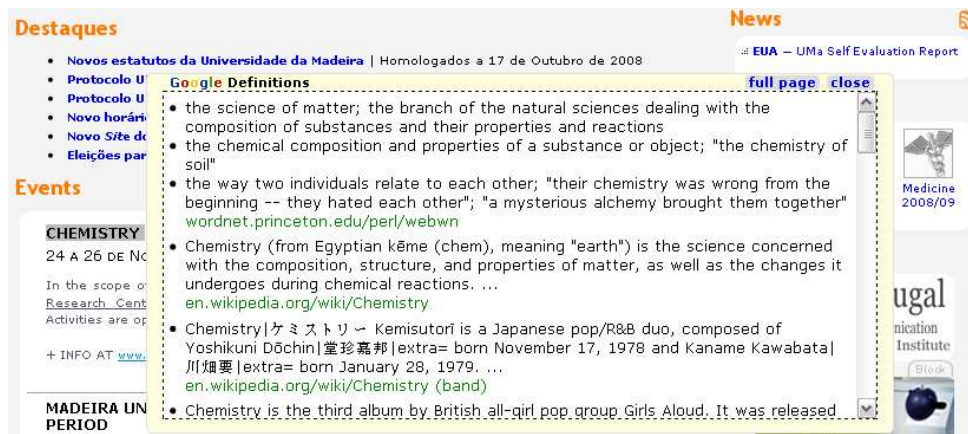 Destaques
• Novos estatutos da Universidade da Madeira | Homologados a 17 de Outubro de 2008
• Protocolo U
• Protocolo U
• Novo horári
• Novo Site do
• Eleições par
Events
CHEMISTRY
24 A 26 DE NO
In the scope o
Research Cent
Activities are op
+ INFO AT www.
MADEIRA UN
PERIOD
Google Definitions
full page close
• the science of matter; the branch of the natural sciences dealing with the
composition of substances and their properties and reactions
• the chemical composition and properties of a substance or object; "the chemistry of
soil"
• the way two individuals relate to each other; "their chemistry was wrong from the
beginning -- they hated each other"; "a mysterious alchemy brought them together"
wordnet.princeton.edu/perl/webwn
• Chemistry (from Egyptian kēme (chem), meaning "earth") is the science concerned
with the composition, structure, and properties of matter, as well as the changes it
undergoes during chemical reactions. ...
en.wikipedia.org/wiki/Chemistry
• Chemistry|ケミストリー Kemisutorī is a Japanese pop/R&B duo, composed of
Yoshikuni Dōchin|堂珍嘉邦|extra= born November 17, 1978 and Kaname Kawabata|
川畑要|extra= born January 28, 1979. ...
en.wikipedia.org/wiki/Chemistry (band)
• Chemistry is the third album by British all-girl pop group Girls Aloud. It was released
News
EUA – UMa Self Evaluation Report
Medicine
2008/09
ugal
nication
Institute
Block